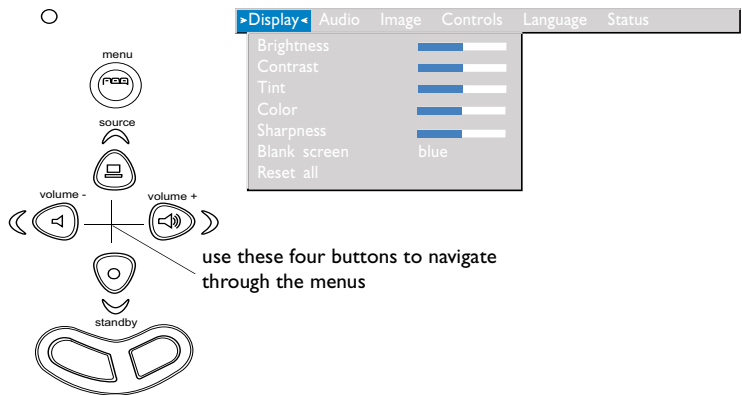 >Display< Audio Image Controls Language Status
Brightness
Contrast
Tint
Color
Sharpness
Blank screen blue
Reset all
menu
source
volume -
volume +
use these four buttons to navigate
through the menus
standby